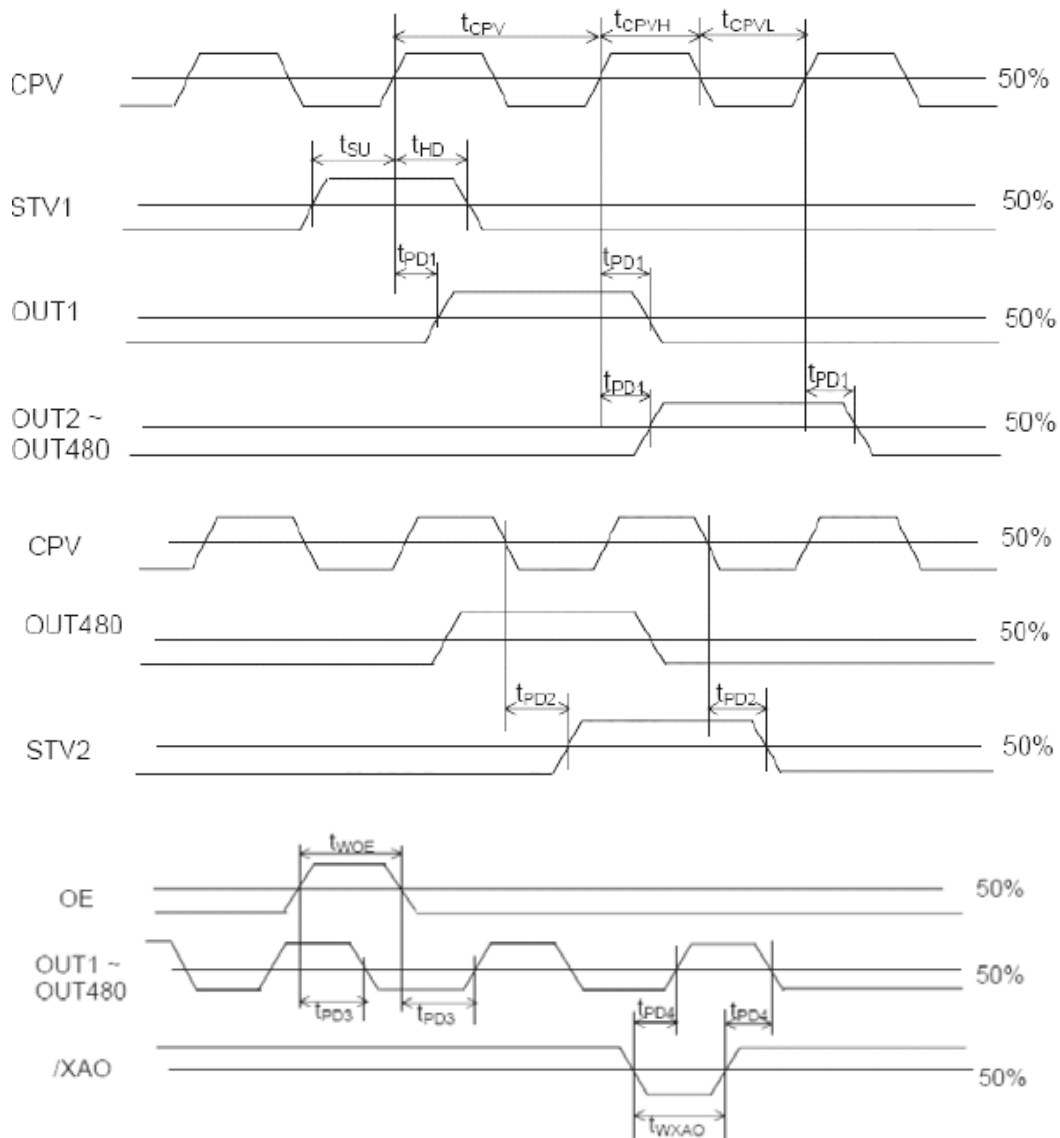 tCPV tCPVH tCPVL
CPV 50%
tSU tHD
STV1 50%
tPD1 tPD1
OUT1 50%
tPD1 tPD1
OUT2 ~
OUT480
50%
CPV 50%
OUT480 50%
tPD2 tPD2
STV2 50%
tWOE
OE 50%
OUT1 ~
OUT480
50%
tPD3 tPD3 tPD4 tPD4
/XAO 50%
tWXAO